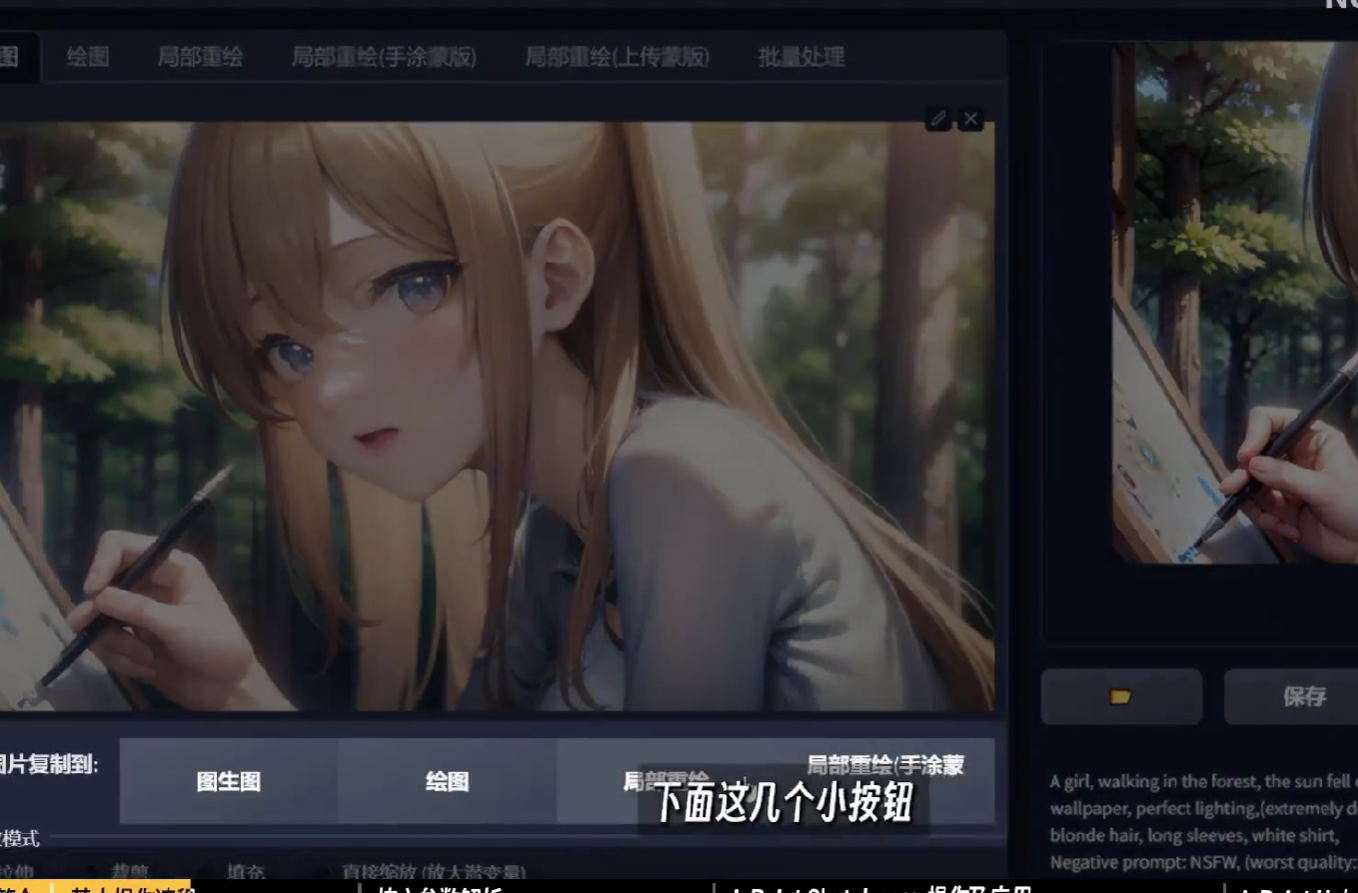 图 绘图 局部重绘 局部重绘(手涂蒙版) 局部重绘(上传蒙版) 批量处理
保存
图片复制到: 图生图 绘图 局部重绘 局部重绘(手涂蒙
下面这几个小按钮
A girl, walking in the forest, the sun fell
wallpaper, perfect lighting,(extremely d
blonde hair, long sleeves, white shirt,
Negative prompt: NSFW, (worst quality:
模式
拉伸 裁剪 填充 直接缩放(放大潜变量)